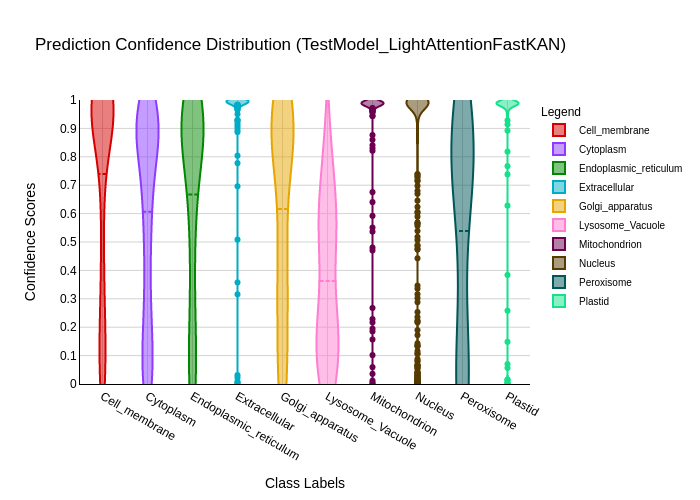 Prediction Confidence Distribution (TestModel_LightAttentionFastKAN)
Confidence Scores
1
0.9
0.8
0.7
0.6
0.5
0.4
0.3
0.2
0.1
0
Cell_membrane
Cytoplasm
Endoplasmic_reticulum
Extracellular
Golgi_apparatus
Lysosome_Vacuole
Mitochondrion
Nucleus
Peroxisome
Plastid
Class Labels
Legend
Cell_membrane
Cytoplasm
Endoplasmic_reticulum
Extracellular
Golgi_apparatus
Lysosome_Vacuole
Mitochondrion
Nucleus
Peroxisome
Plastid